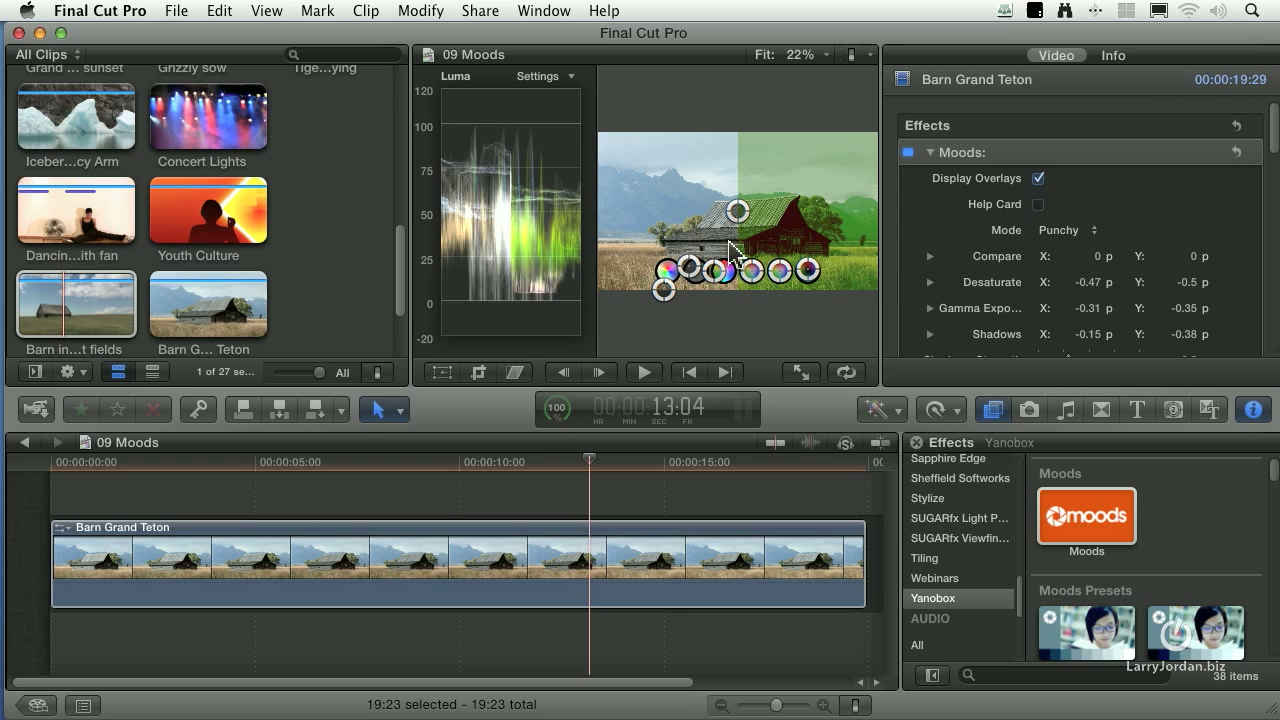 Final Cut Pro File Edit View Mark Clip Modify Share Window Help
Final Cut Pro
All Clips
Grand ... sunset Grizzly sow Tige...ying
Iceber...cy Arm Concert Lights
Dancin...ith fan Youth Culture
Barn in...t fields Barn G... Teton
1 of 27 se... All
09 Moods Fit: 22%
Luma Settings
120
100
75
50
25
0
-20
Video Info
Barn Grand Teton 00:00:19:29
Effects
Moods:
Display Overlays
Help Card
Mode Punchy
Compare X: 0 p Y: 0 p
Desaturate X: -0.47 p Y: -0.5 p
Gamma Expo... X: -0.31 p Y: -0.35 p
Shadows X: -0.15 p Y: -0.38 p
100 00:00:13:04
HR MIN SEC FR
09 Moods
00:00:00:00 00:00:05:00 00:00:10:00 00:00:15:00 00
Barn Grand Teton
19:23 selected - 19:23 total
Effects Yanobox
Sapphire Edge
Sheffield Softworks
Stylize
SUGARfx Light P...
SUGARfx Viewfin...
Tiling
Webinars
Yanobox
AUDIO
All
Moods
moods
Moods
Moods Presets
LarryJordan.biz
38 items